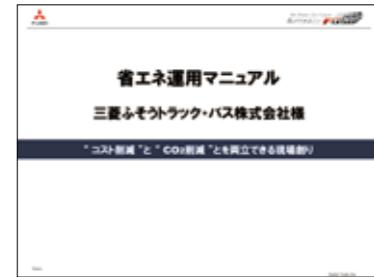 省エネ運用マニュアル
三菱ふそうトラック・バス株式会社様
"コスト削減"と"CO2削減"とを両立できる現場創り